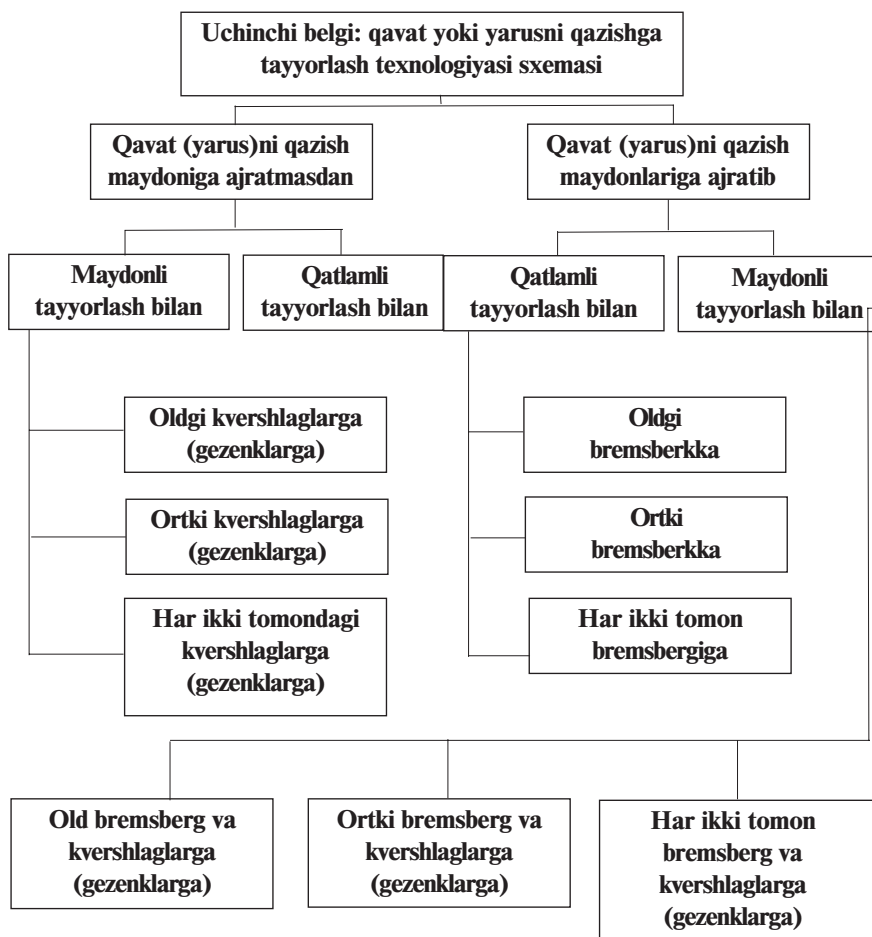 Uchinchi belgi: qavat yoki yarusni qazishga
tayyorlash texnologiyasi sxemasi
Qavat (yarus)ni qazish
maydoniga ajratmasdan
Qavat (yarus)ni qazish
maydonlariga ajratib
Maydonli
tayyorlash bilan
Qatlamli
tayyorlash bilan
Qatlamli
tayyorlash bilan
Maydonli
tayyorlash bilan
Oldgi kvershlaglarga
(gezenklarga)
Ortki kvershlaglarga
(gezenklarga)
Har ikki tomondagi
kvershlaglarga
(gezenklarga)
Oldgi
bremsberkka
Ortki
bremsberkka
Har ikki tomon
bremsbergiga
Old bremsberg va
kvershlaglarga
(gezenklarga)
Ortki bremsberg va
kvershlaglarga
(gezenklarga)
Har ikki tomon
bremsberg va
kvershlaglarga
(gezenklarga)